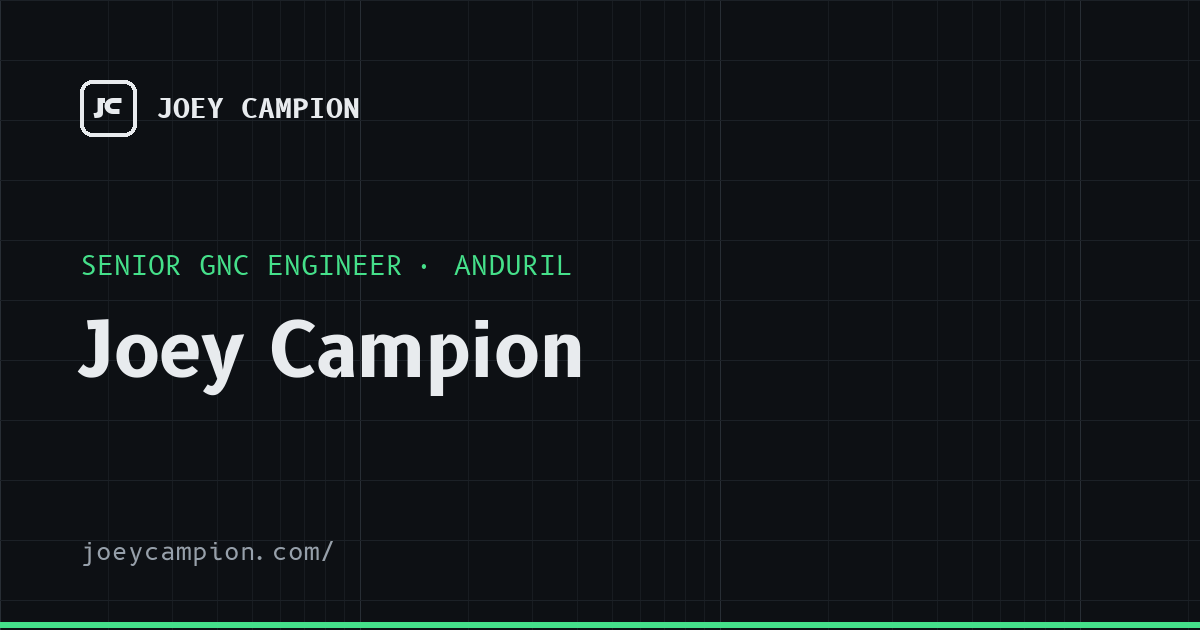 JC JOEY CAMPION
SENIOR GNC ENGINEER · ANDURIL
Joey Campion
joeycampion.com/